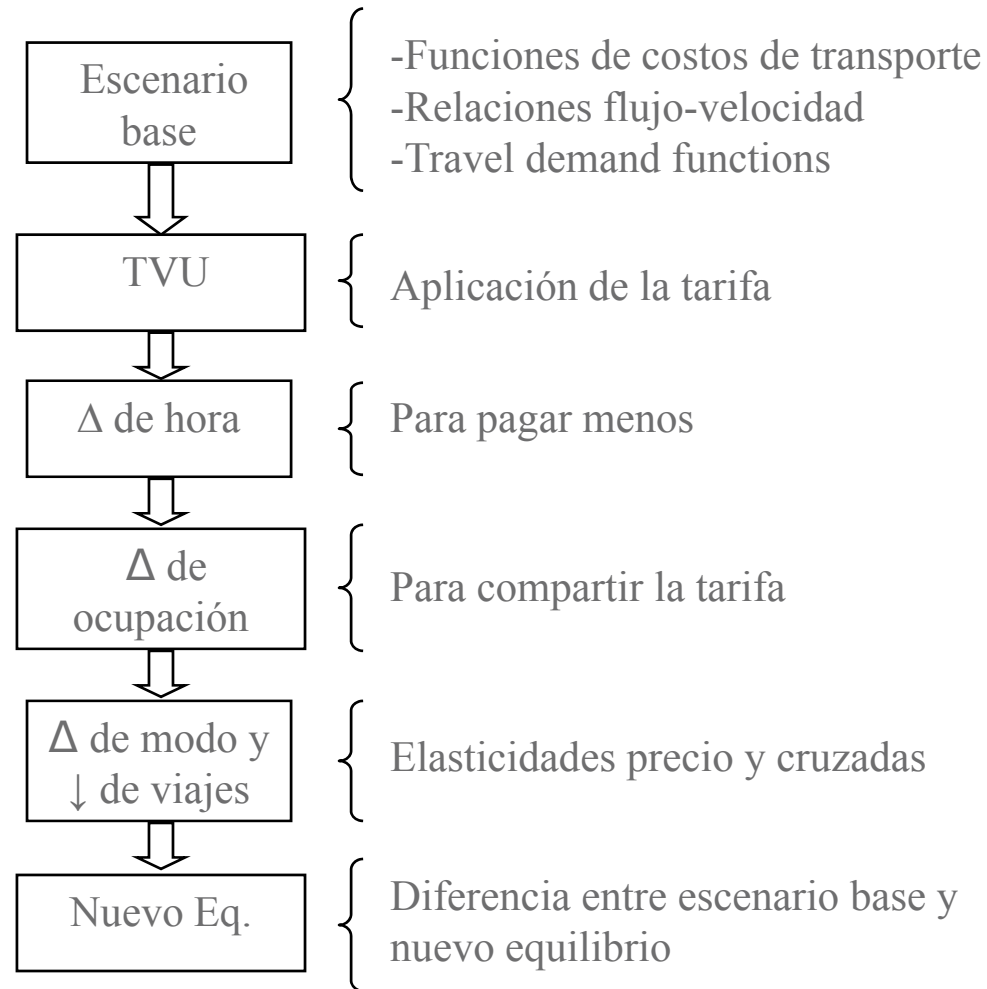 Escenario
base
-Funciones de costos de transporte
-Relaciones flujo-velocidad
-Travel demand functions
TVU
Aplicación de la tarifa
Δ de hora
Para pagar menos
Δ de
ocupación
Para compartir la tarifa
Δ de modo y
↓ de viajes
Elasticidades precio y cruzadas
Nuevo Eq.
Diferencia entre escenario base y
nuevo equilibrio